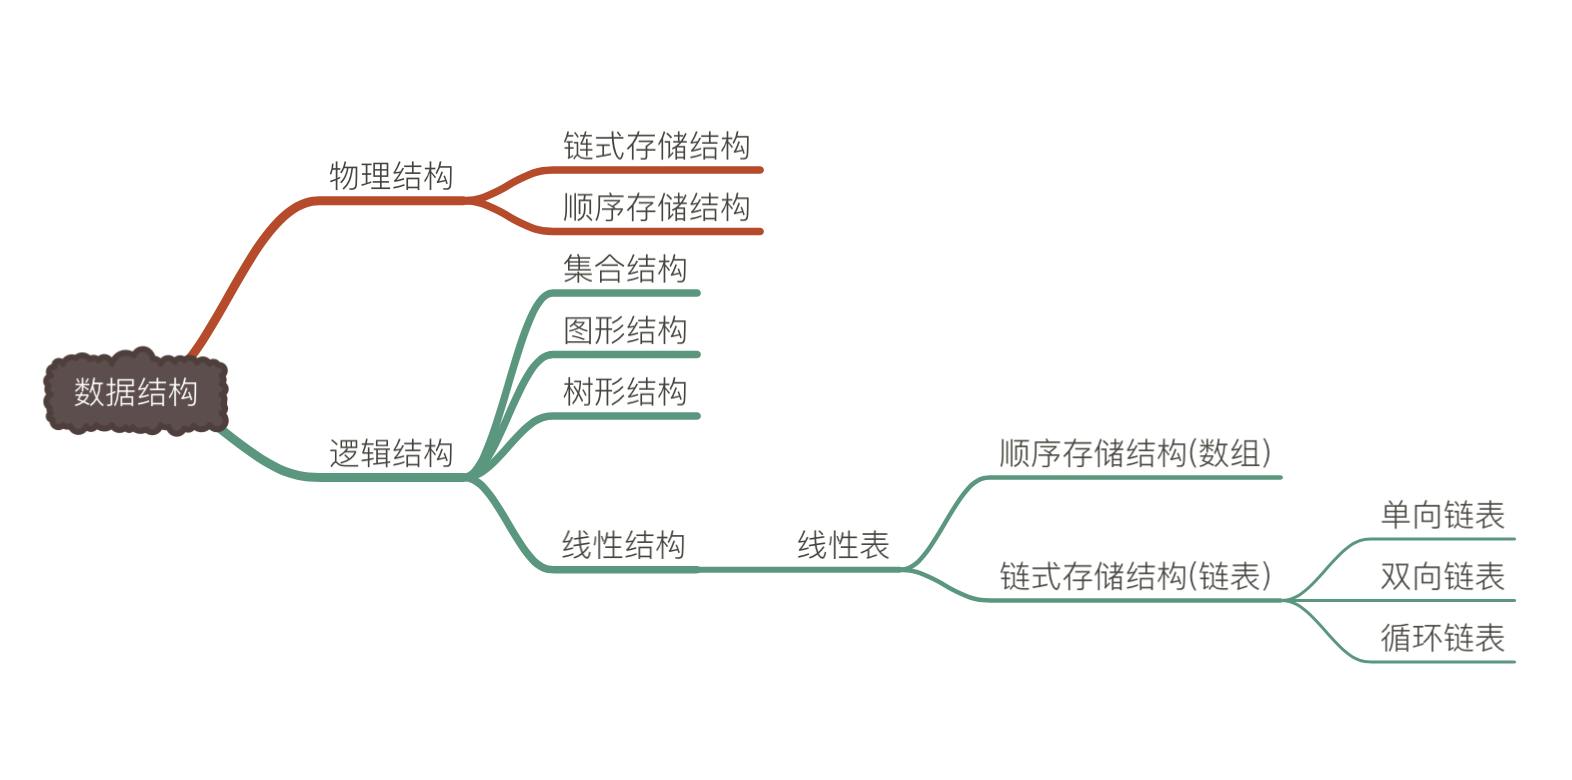 链式存储结构
物理结构
顺序存储结构
集合结构
图形结构
数据结构
树形结构
逻辑结构
顺序存储结构(数组)
单向链表
线性结构
线性表
链式存储结构(链表)
双向链表
循环链表